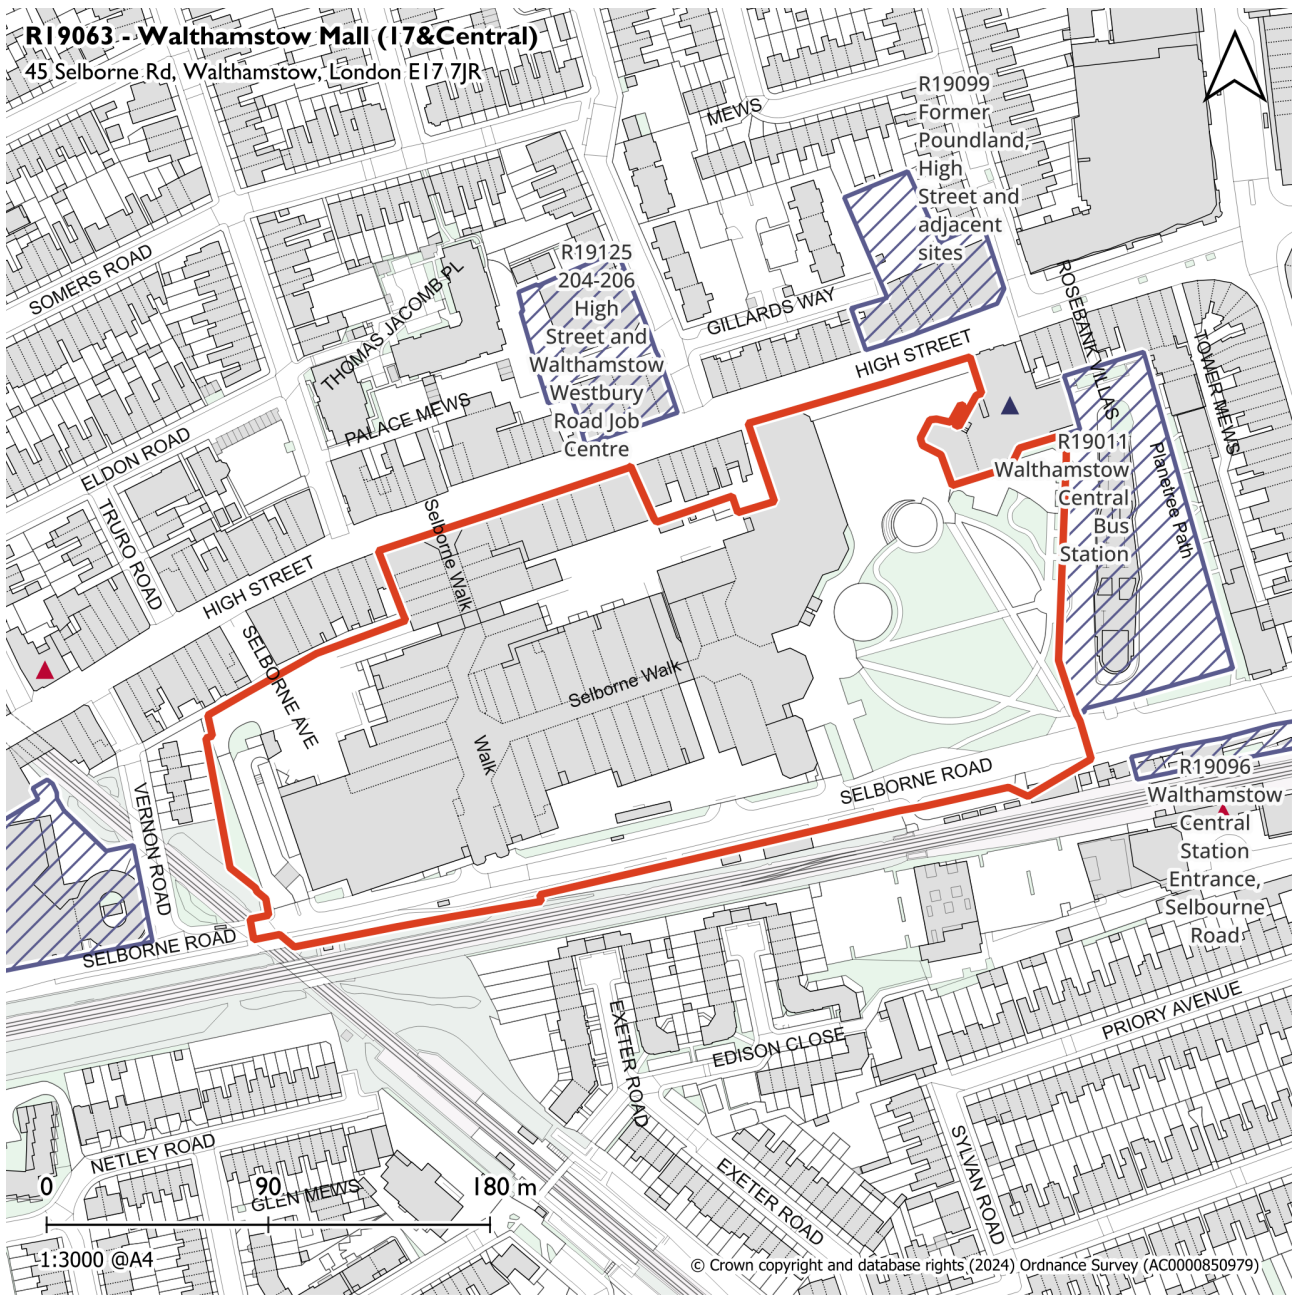 R19063 - Walthamstow Mall (17&Central)
45 Selborne Rd, Walthamstow, London E17 7JR
MEWS
R19099
Former
Poundland,
High
Street and
adjacent
sites
SOMERS ROAD
THOMAS JACOMB PL
R19125
204-206
High
Street and
Walthamstow
Westbury
Road Job
Centre
GILLARDS WAY
HIGH STREET
ROSEBANK VILLAS
TOWER MEWS
PALACE MEWS
ELDON ROAD
TRURO ROAD
R19011
Walthamstow
Central
Bus
Station
Planetree Path
HIGH STREET
Selborne Walk
SELBORNE AVE
Selborne Walk
Walk
SELBORNE ROAD
VERNON ROAD
R19096
Walthamstow
Central
Station
Entrance,
Selbourne
Road
SELBORNE ROAD
EXETER ROAD
EDISON CLOSE
PRIORY AVENUE
NETLEY ROAD
GLEN MEWS
EXETER ROAD
SYLVAN ROAD
0 90 180 m
1:3000 @A4
© Crown copyright and database rights (2024) Ordnance Survey (AC0000850979)